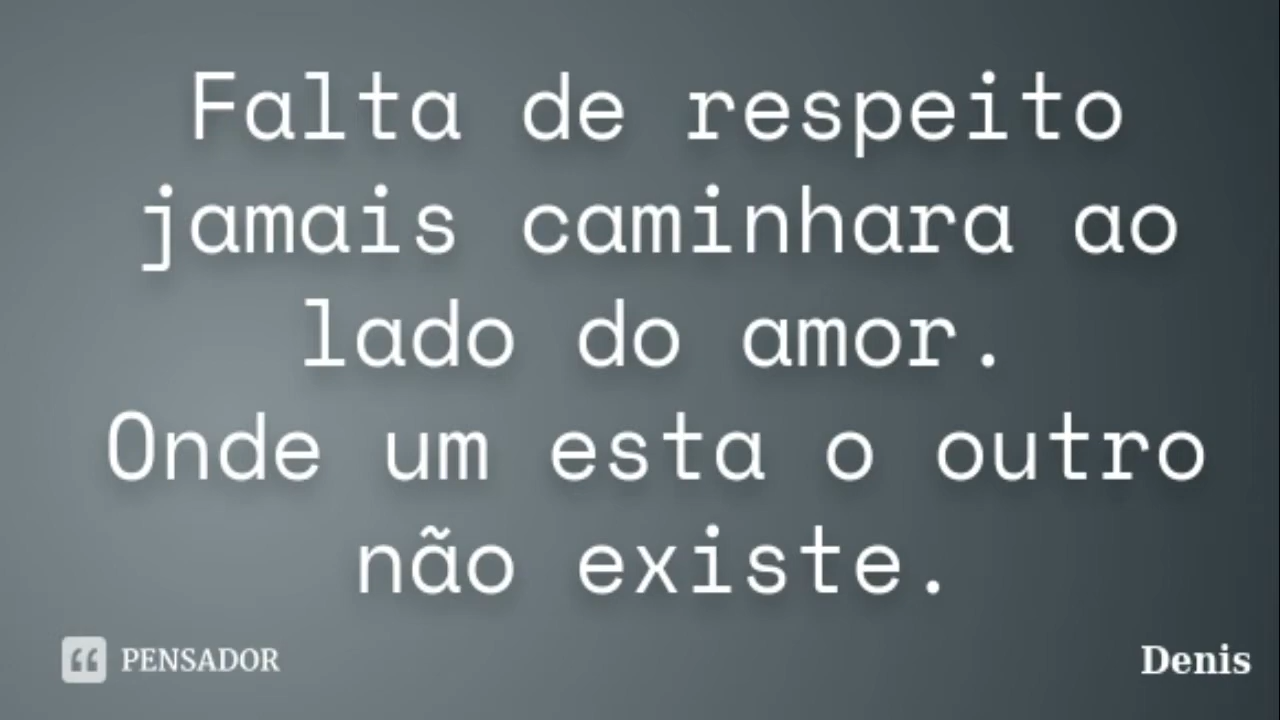 Falta de respeito
jamais caminhara ao
lado do amor.
Onde um esta o outro
não existe.
PENSADOR
Denis